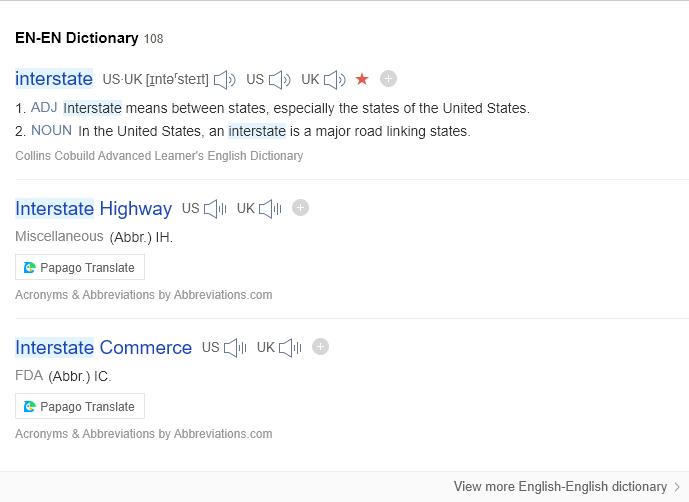 EN-EN Dictionary 108
interstate US·UK [ɪntəʳsteɪt] US UK
1. ADJ Interstate means between states, especially the states of the United States.
2. NOUN In the United States, an interstate is a major road linking states.
Collins Cobuild Advanced Learner's English Dictionary
Interstate Highway US UK
Miscellaneous (Abbr.) IH.
Papago Translate
Acronyms & Abbreviations by Abbreviations.com
Interstate Commerce US UK
FDA (Abbr.) IC.
Papago Translate
Acronyms & Abbreviations by Abbreviations.com
View more English-English dictionary